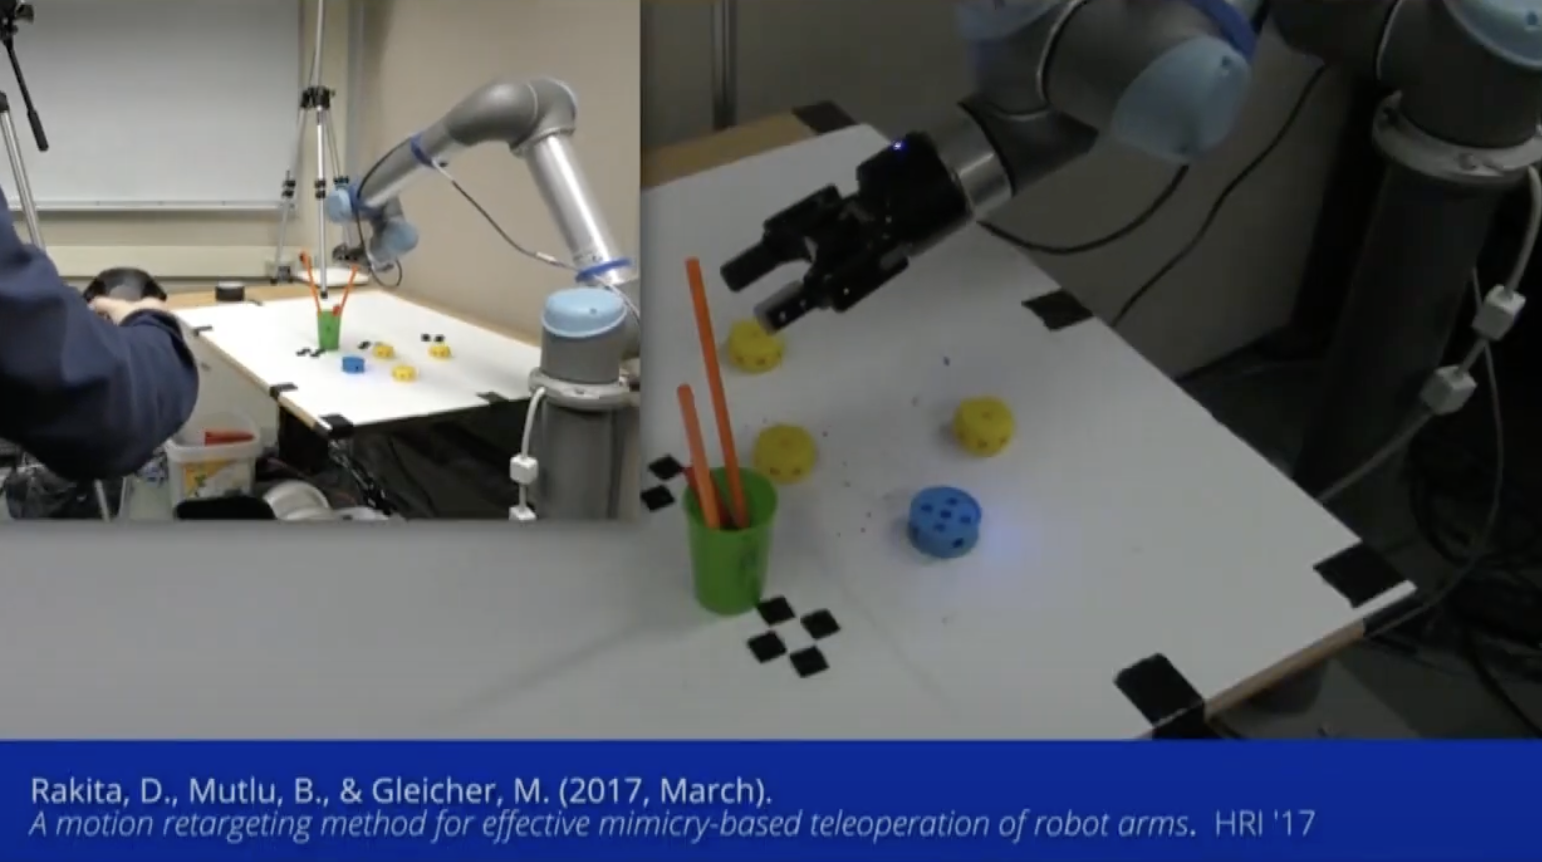 Rakita, D., Mutlu, B., & Gleicher, M. (2017, March).
A motion retargeting method for effective mimicry-based teleoperation of robot arms. HRI '17